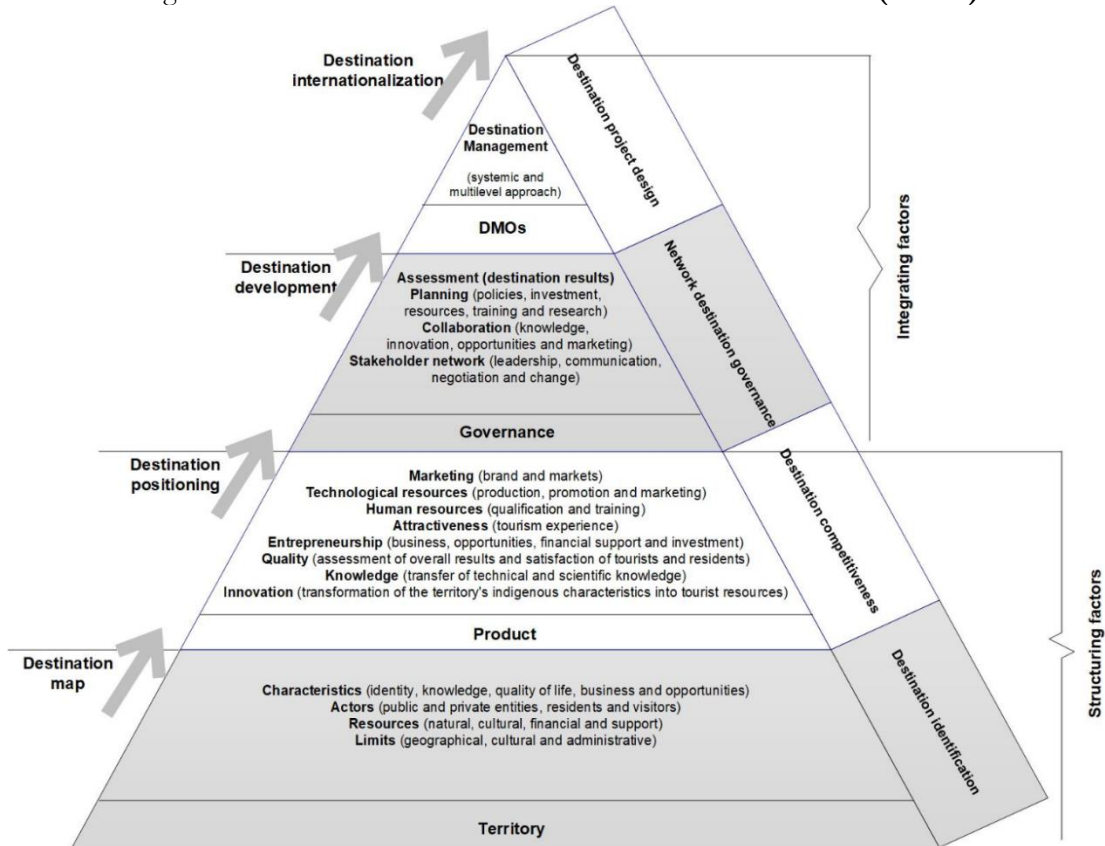 Destination
internationalization
Destination
Management
(systemic and
multilevel approach)
DMOs
Destination project design
Destination
development
Assessment (destination results)
Planning (policies, investment,
resources, training and research)
Collaboration (knowledge,
innovation, opportunities and marketing)
Stakeholder network (leadership, communication,
negotiation and change)
Governance
Network destination governance
Integrating factors
Destination
positioning
Marketing (brand and markets)
Technological resources (production, promotion and marketing)
Human resources (qualification and training)
Attractiveness (tourism experience)
Entrepreneurship (business, opportunities, financial support and investment)
Quality (assessment of overall results and satisfaction of tourists and residents)
Knowledge (transfer of technical and scientific knowledge)
Innovation (transformation of the territory's indigenous characteristics into tourist resources)
Product
Destination competitiveness
Destination
map
Characteristics (identity, knowledge, quality of life, business and opportunities)
Actors (public and private entities, residents and visitors)
Resources (natural, cultural, financial and support)
Limits (geographical, cultural and administrative)
Territory
Destination identification
Structuring factors